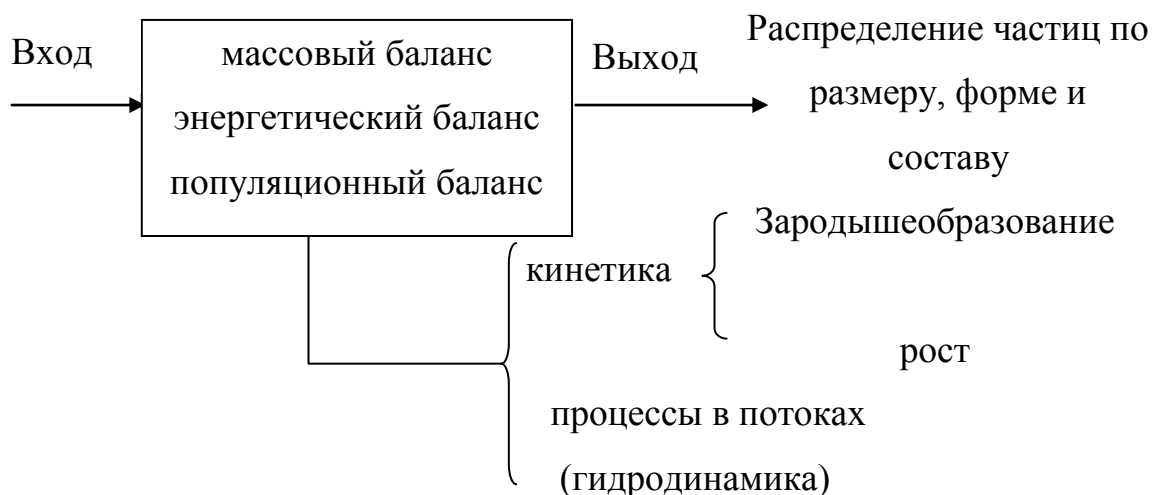 Вход
массовый баланс
энергетический баланс
популяционный баланс
Выход
Распределение частиц по
размеру, форме и
составу
кинетика
Зародышеобразование
рост
процессы в потоках
(гидродинамика)